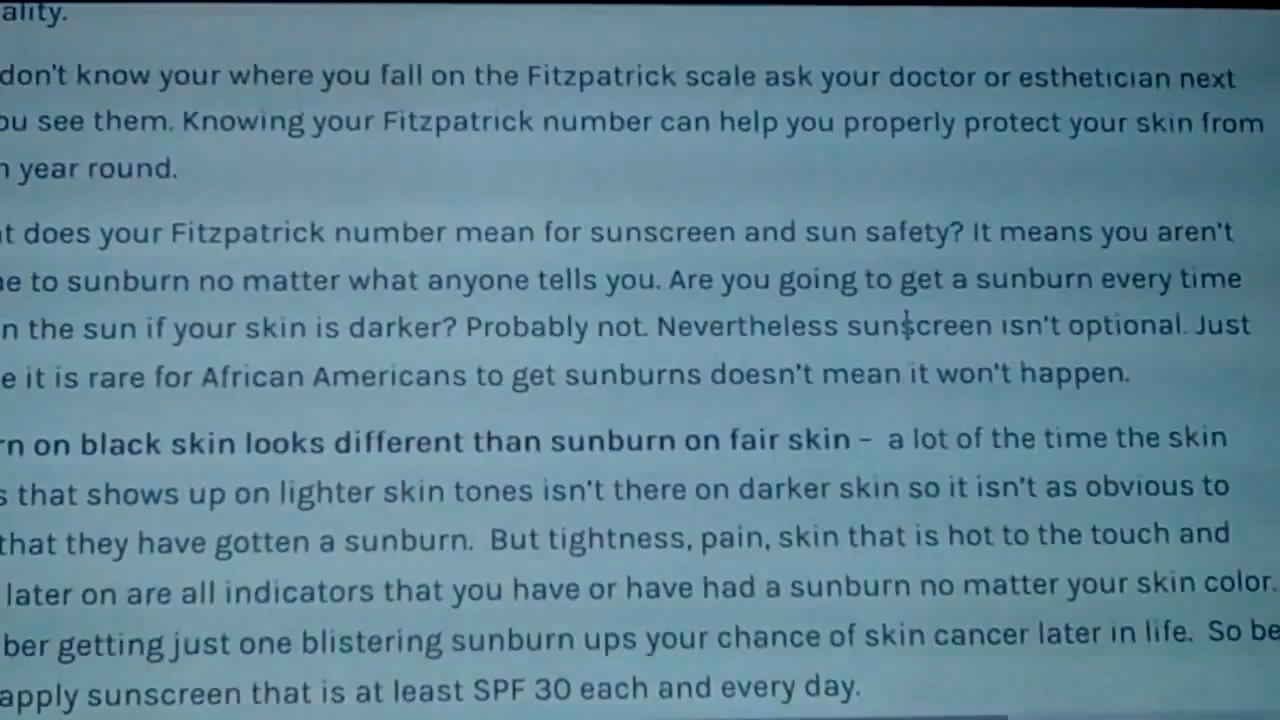 ality.
don't know your where you fall on the Fitzpatrick scale ask your doctor or esthetician next
ou see them. Knowing your Fitzpatrick number can help you properly protect your skin from
n year round.
t does your Fitzpatrick number mean for sunscreen and sun safety? It means you aren't
e to sunburn no matter what anyone tells you. Are you going to get a sunburn every time
n the sun if your skin is darker? Probably not. Nevertheless sunscreen isn't optional. Just
e it is rare for African Americans to get sunburns doesn't mean it won't happen.
rn on black skin looks different than sunburn on fair skin – a lot of the time the skin
s that shows up on lighter skin tones isn't there on darker skin so it isn't as obvious to
that they have gotten a sunburn. But tightness, pain, skin that is hot to the touch and
later on are all indicators that you have or have had a sunburn no matter your skin color.
ber getting just one blistering sunburn ups your chance of skin cancer later in life. So be
apply sunscreen that is at least SPF 30 each and every day.